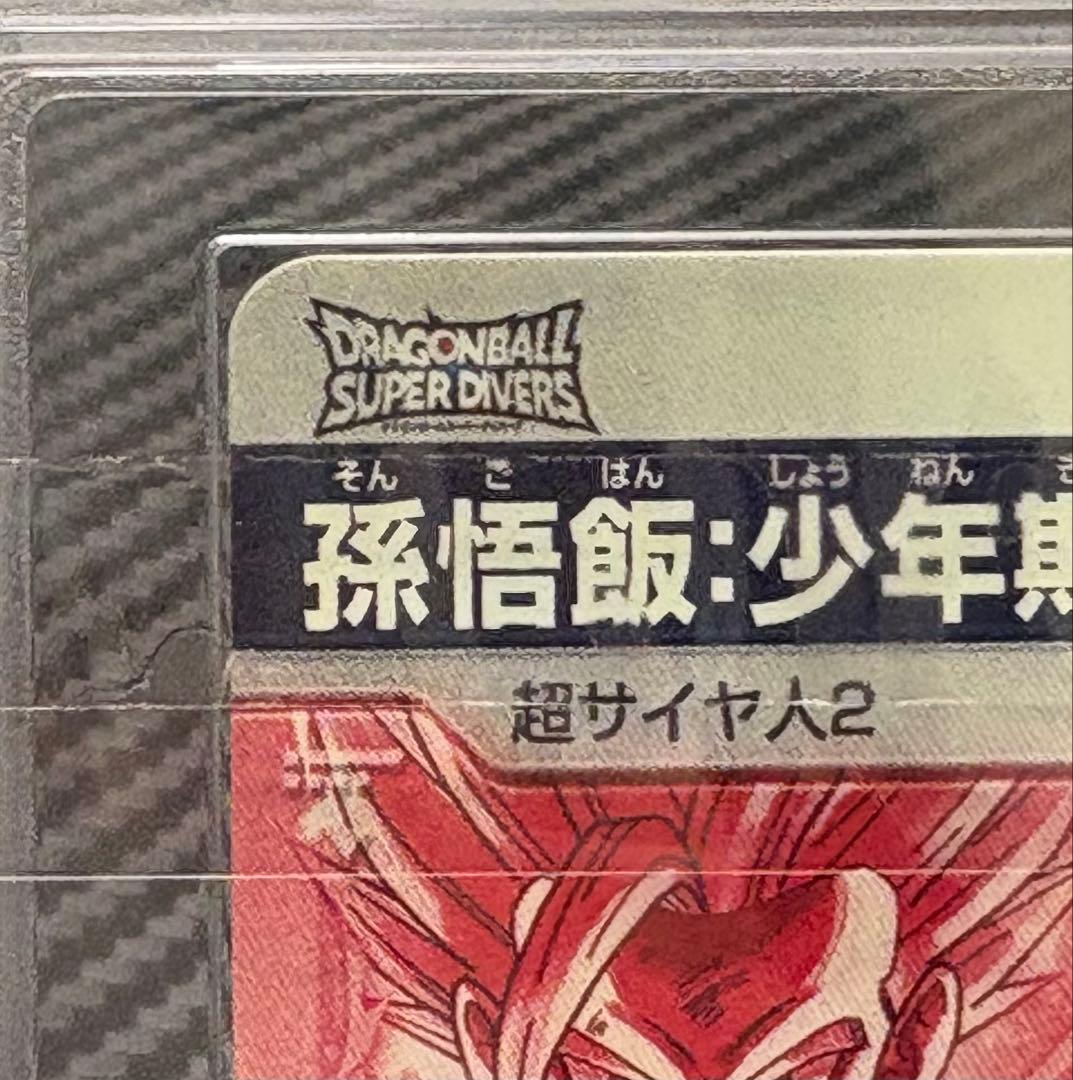 DRAGONBALL
SUPER DIVERS
そん ご はん しょう ねん
孫悟飯:少年期
超サイヤ人2